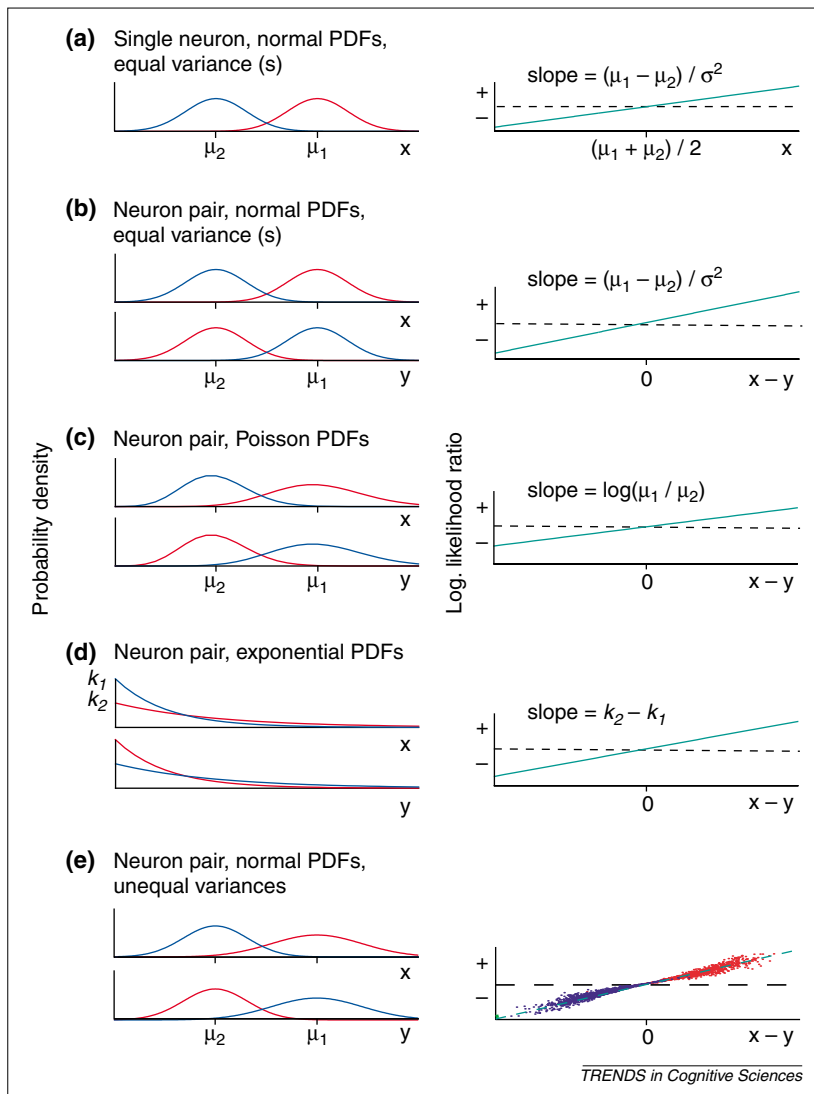 (a) Single neuron, normal PDFs,
equal variance (s)
μ2 μ1 x
slope = (μ1 − μ2) / σ²
+
−
(μ1 + μ2) / 2 x
(b) Neuron pair, normal PDFs,
equal variance (s)
x
μ2 μ1 y
slope = (μ1 − μ2) / σ²
+
−
0 x − y
(c) Neuron pair, Poisson PDFs
x
μ2 μ1 y
Probability density
Log. likelihood ratio
slope = log(μ1 / μ2)
+
−
0 x − y
(d) Neuron pair, exponential PDFs
k1
k2
x
y
slope = k2 − k1
+
−
0 x − y
(e) Neuron pair, normal PDFs,
unequal variances
x
μ2 μ1 y
+
−
0 x − y
TRENDS in Cognitive Sciences